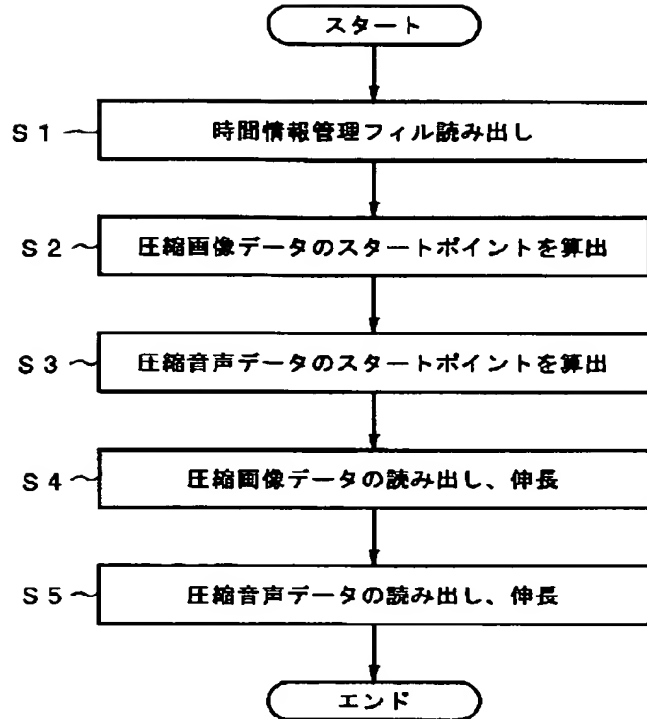 スタート
S1 時間情報管理フィル読み出し
S2 圧縮画像データのスタートポイントを算出
S3 圧縮音声データのスタートポイントを算出
S4 圧縮画像データの読み出し、伸長
S5 圧縮音声データの読み出し、伸長
エンド